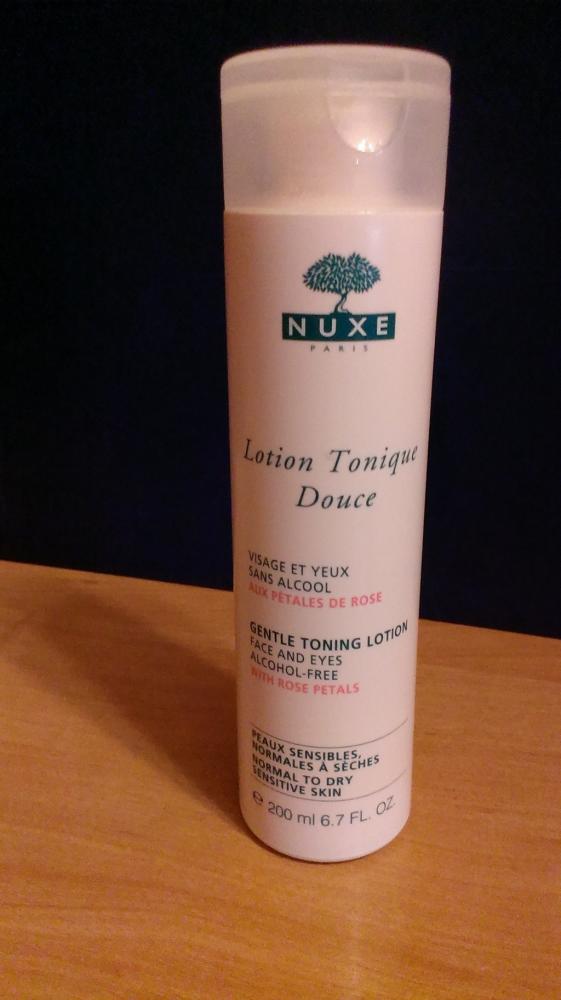 NUXE
PARIS
Lotion Tonique
Douce
VISAGE ET YEUX
SANS ALCOOL
AUX PÉTALES DE ROSE
GENTLE TONING LOTION
FACE AND EYES
ALCOHOL-FREE
WITH ROSE PETALS
PEAUX SENSIBLES,
NORMALES À SÈCHES
NORMAL TO DRY
SENSITIVE SKIN
℮ 200 ml 6.7 FL. OZ.